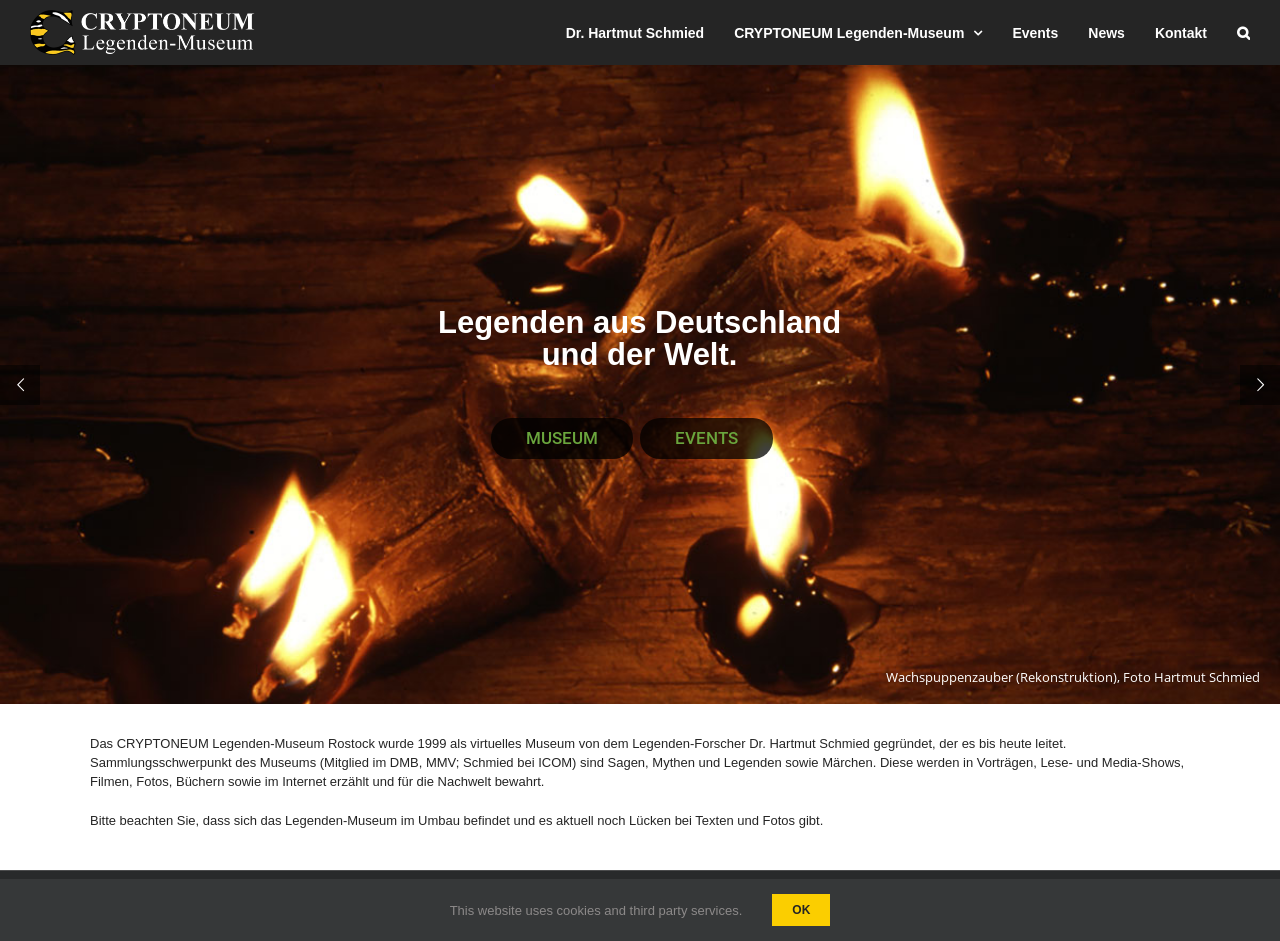 CRYPTONEUM
Legenden-Museum
Dr. Hartmut Schmied
CRYPTONEUM Legenden-Museum
Events
News
Kontakt
Legenden aus Deutschland
und der Welt.
MUSEUM
EVENTS
Wachspuppenzauber (Rekonstruktion), Foto Hartmut Schmied
Das CRYPTONEUM Legenden-Museum Rostock wurde 1999 als virtuelles Museum von dem Legenden-Forscher Dr. Hartmut Schmied gegründet, der es bis heute leitet.
Sammlungsschwerpunkt des Museums (Mitglied im DMB, MMV; Schmied bei ICOM) sind Sagen, Mythen und Legenden sowie Märchen. Diese werden in Vorträgen, Lese- und Media-Shows,
Filmen, Fotos, Büchern sowie im Internet erzählt und für die Nachwelt bewahrt.
Bitte beachten Sie, dass sich das Legenden-Museum im Umbau befindet und es aktuell noch Lücken bei Texten und Fotos gibt.
This website uses cookies and third party services.
OK